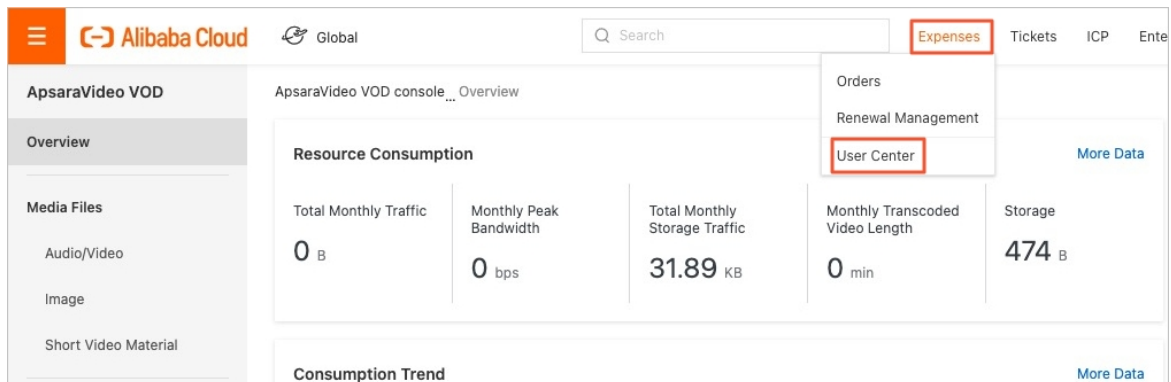 Alibaba Cloud
Global
Search
Expenses
Tickets
ICP
Ente
Orders
Renewal Management
User Center
ApsaraVideo VOD
Overview
Media Files
Audio/Video
Image
Short Video Material
ApsaraVideo VOD console ... Overview
Resource Consumption
More Data
Total Monthly Traffic
0 B
Monthly Peak
Bandwidth
0 bps
Total Monthly
Storage Traffic
31.89 KB
Monthly Transcoded
Video Length
0 min
Storage
474 B
Consumption Trend
More Data